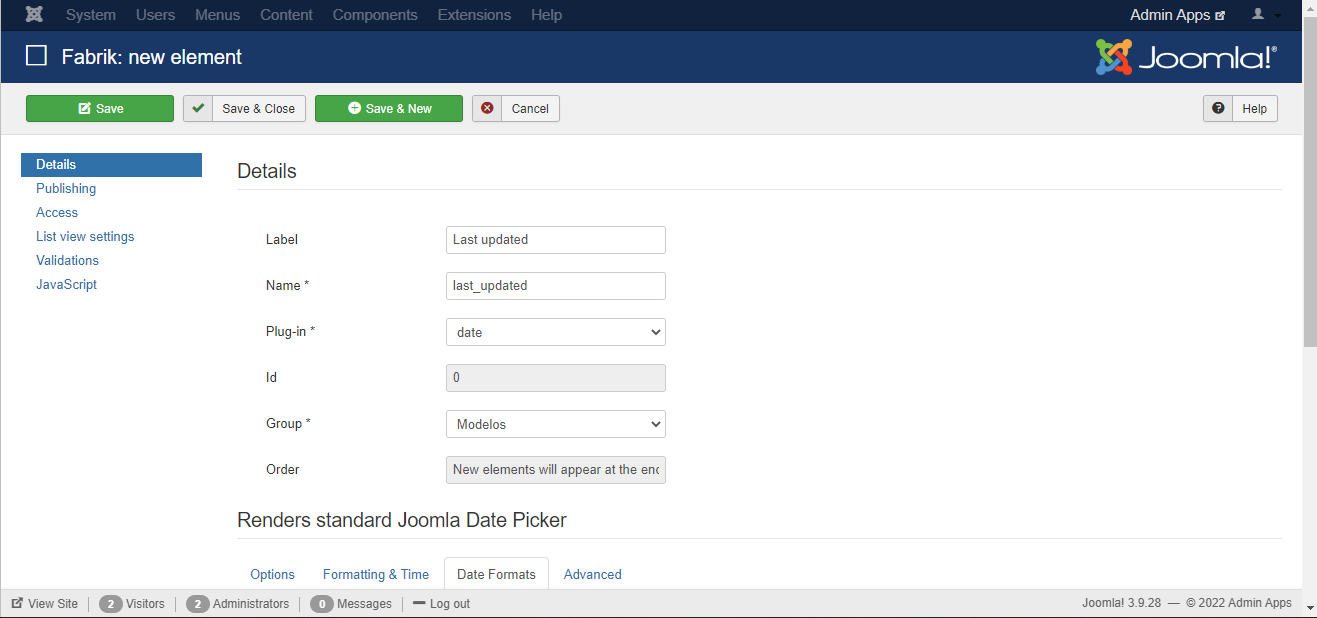 System Users Menus Content Components Extensions Help Admin Apps
Fabrik: new element Joomla!®
Save Save & Close Save & New Cancel Help
Details
Publishing
Access
List view settings
Validations
JavaScript
Details
Label Last updated
Name * last_updated
Plug-in * date
Id 0
Group * Modelos
Order New elements will appear at the end
Renders standard Joomla Date Picker
Options Formatting & Time Date Formats Advanced
View Site 2 Visitors 2 Administrators 0 Messages Log out Joomla! 3.9.28 — © 2022 Admin Apps